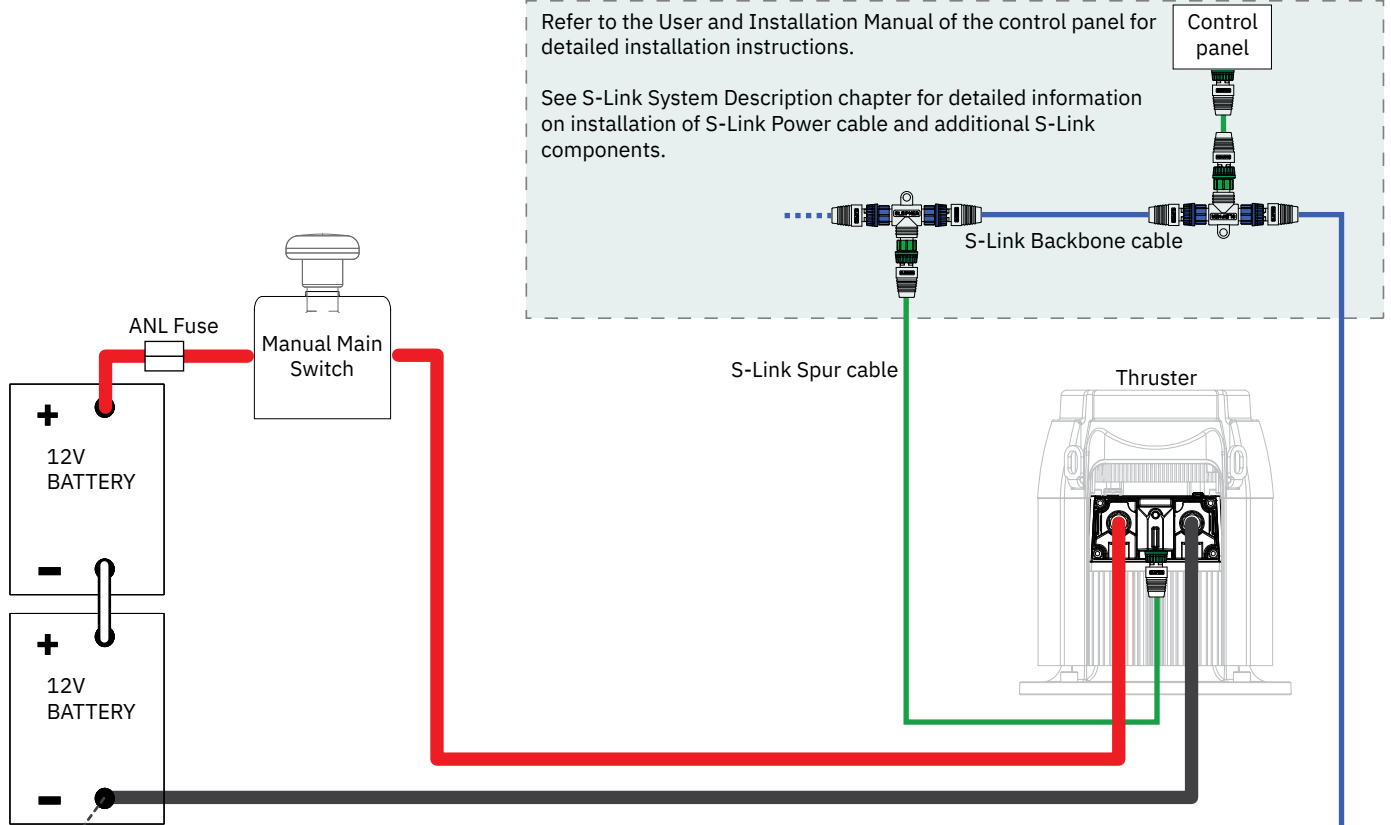 Refer to the User and Installation Manual of the control panel for
detailed installation instructions.
See S-Link System Description chapter for detailed information
on installation of S-Link Power cable and additional S-Link
components.
Control
panel
S-Link Backbone cable
ANL Fuse
Manual Main
Switch
S-Link Spur cable
Thruster
+
12V
BATTERY
-
+
12V
BATTERY
-